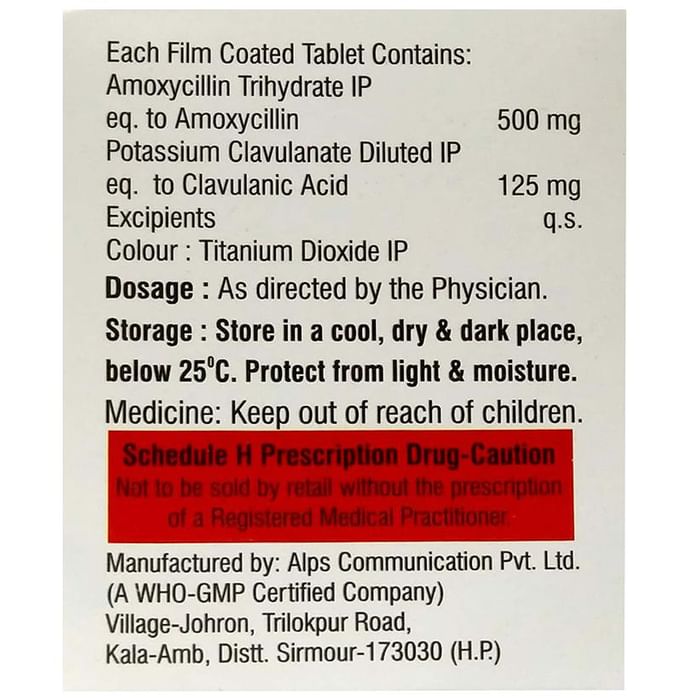 Each Film Coated Tablet Contains:
Amoxycillin Trihydrate IP
eq. to Amoxycillin 500 mg
Potassium Clavulanate Diluted IP
eq. to Clavulanic Acid 125 mg
Excipients q.s.
Colour : Titanium Dioxide IP
Dosage : As directed by the Physician.
Storage : Store in a cool, dry & dark place,
below 25⁰C. Protect from light & moisture.
Medicine: Keep out of reach of children.
Schedule H Prescription Drug-Caution
Not to be sold by retail without the prescription
of a Registered Medical Practitioner.
Manufactured by: Alps Communication Pvt. Ltd.
(A WHO-GMP Certified Company)
Village-Johron, Trilokpur Road,
Kala-Amb, Distt. Sirmour-173030 (H.P.)